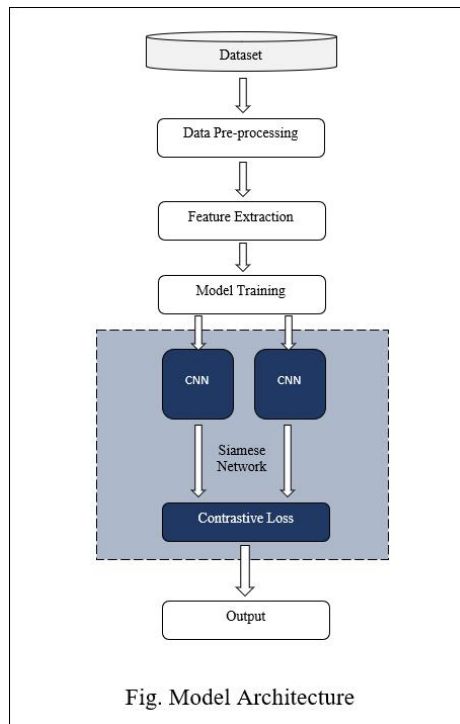 Dataset
Data Pre-processing
Feature Extraction
Model Training
CNN
CNN
Siamese
Network
Contrastive Loss
Output
Fig. Model Architecture